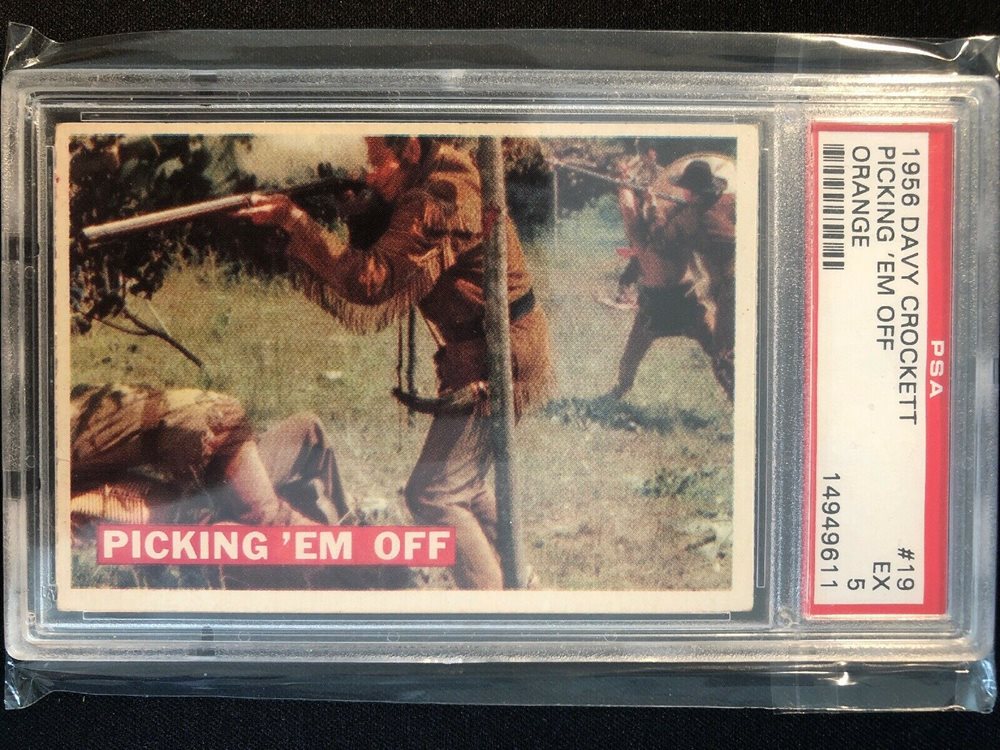 PICKING 'EM OFF
PSA
1956 DAVY CROCKETT #19
PICKING 'EM OFF EX
ORANGE 5
14949611